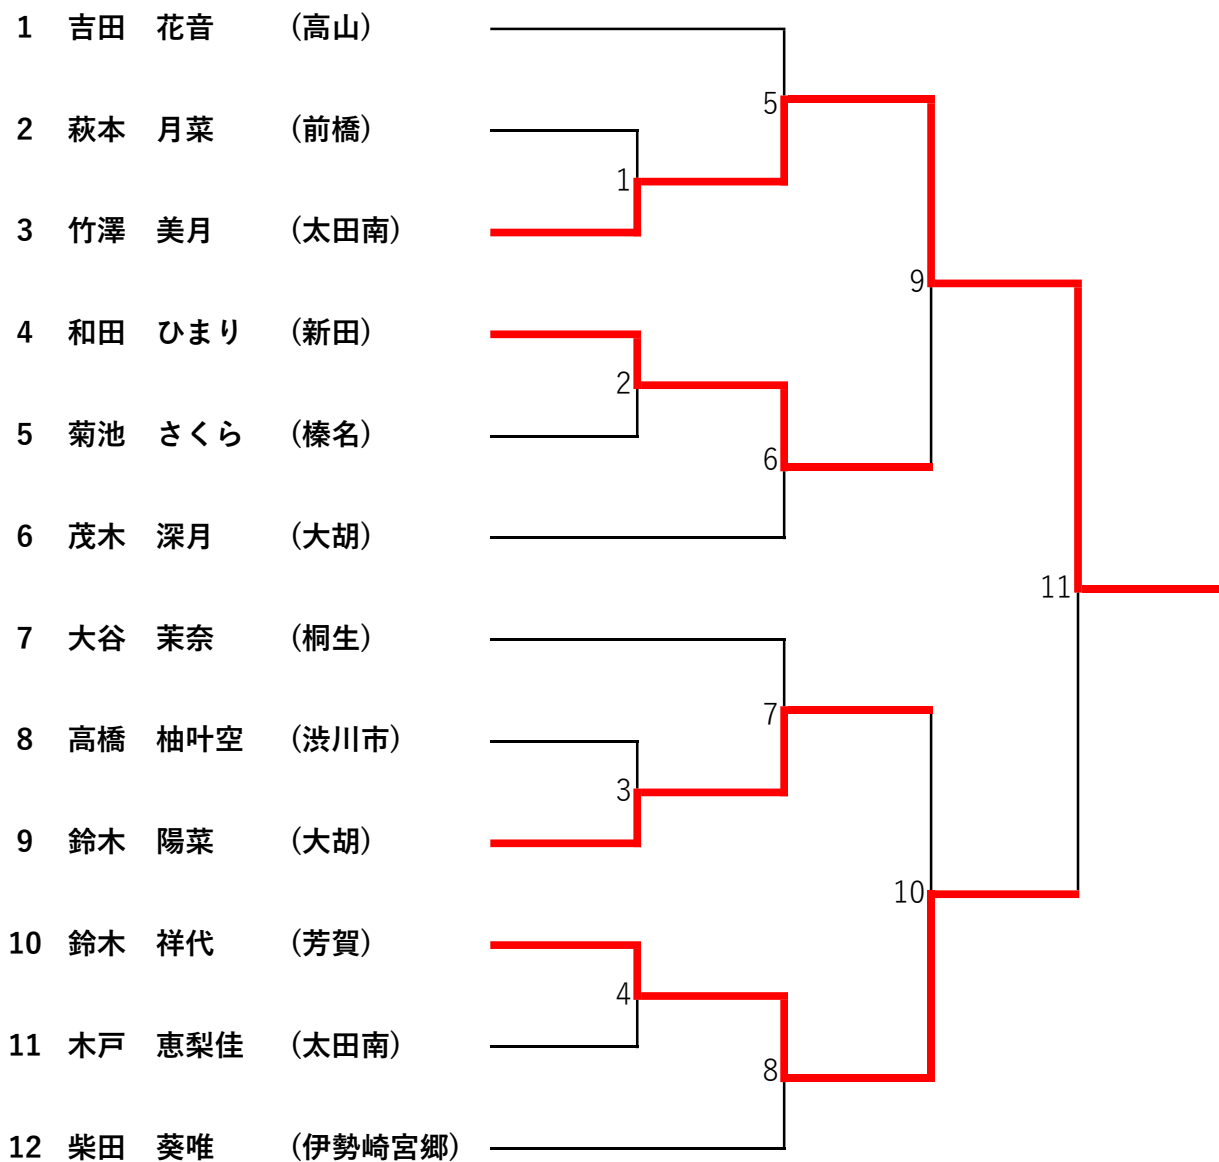 1 吉田 花音 (高山)
5
2 萩本 月菜 (前橋)
1
3 竹澤 美月 (太田南)
9
4 和田 ひまり (新田)
2
5 菊池 さくら (榛名)
6
6 茂木 深月 (大胡)
11
7 大谷 茉奈 (桐生)
7
8 高橋 柚叶空 (渋川市)
3
9 鈴木 陽菜 (大胡)
10
10 鈴木 祥代 (芳賀)
4
11 木戸 恵梨佳 (太田南)
8
12 柴田 葵唯 (伊勢崎宮郷)